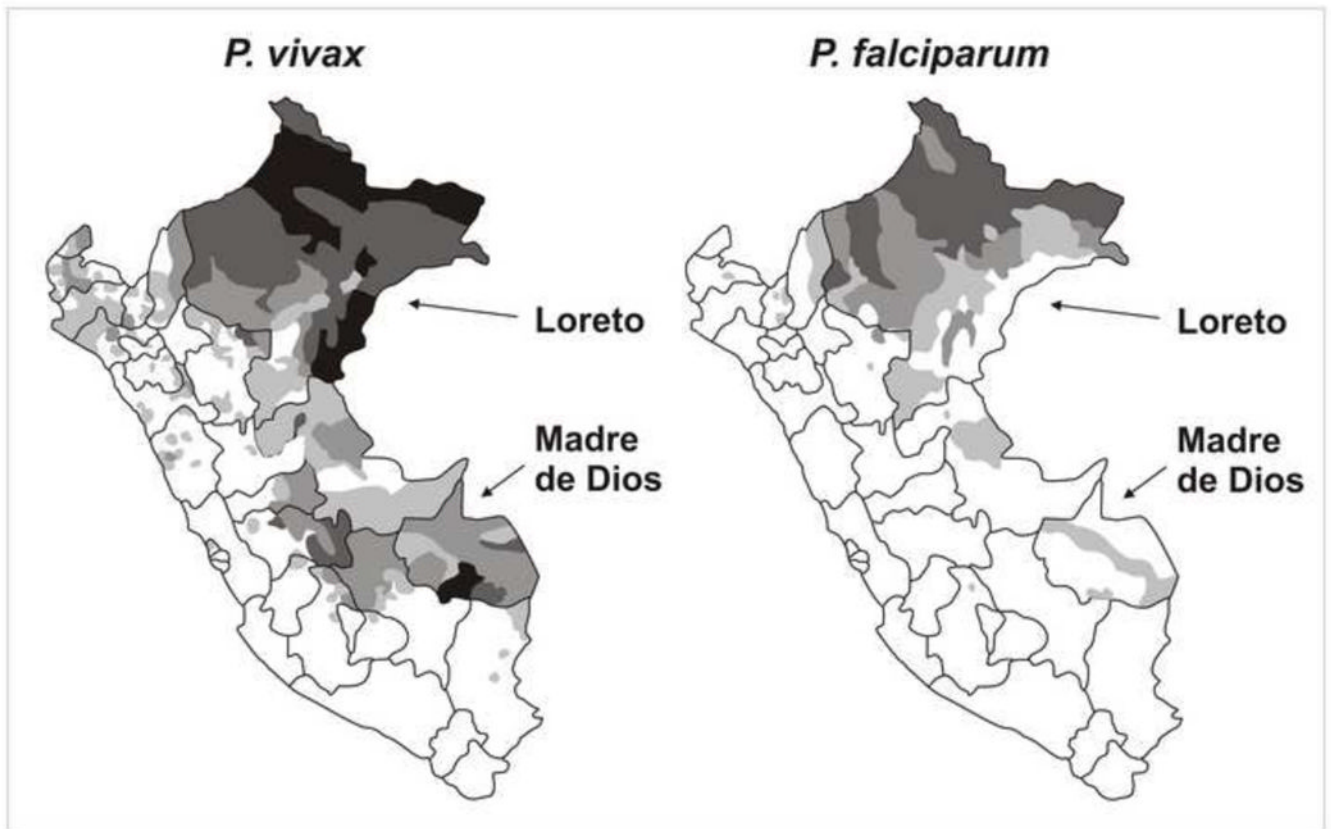 P. vivax
P. falciparum
Loreto
Madre
de Dios
Loreto
Madre
de Dios